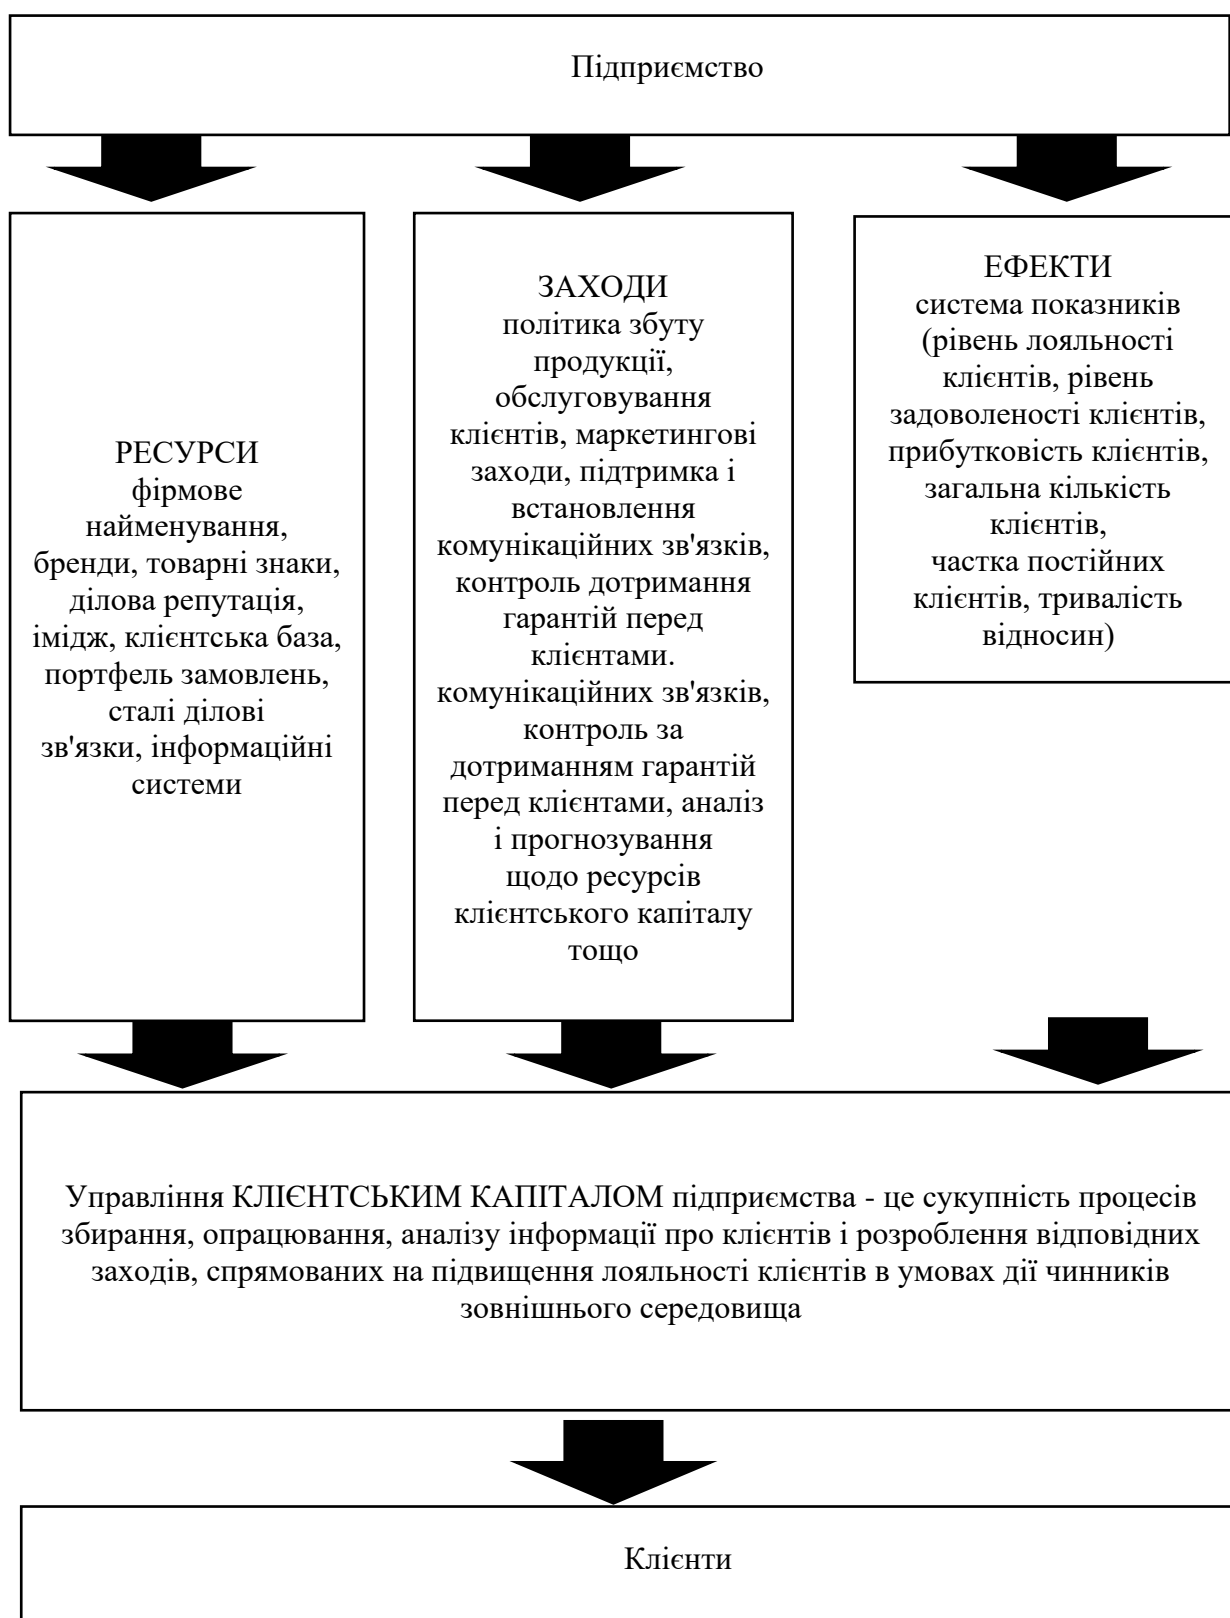 Підприємство
РЕСУРСИ
фірмове
найменування,
бренди, товарні знаки,
ділова репутація,
імідж, клієнтська база,
портфель замовлень,
сталі ділові
зв'язки, інформаційні
системи
ЗАХОДИ
політика збуту
продукції,
обслуговування
клієнтів, маркетингові
заходи, підтримка і
встановлення
комунікаційних зв'язків,
контроль дотримання
гарантій перед
клієнтами.
комунікаційних зв'язків,
контроль за
дотриманням гарантій
перед клієнтами, аналіз
і прогнозування
щодо ресурсів
клієнтського капіталу
тощо
ЕФЕКТИ
система показників
(рівень лояльності
клієнтів, рівень
задоволеності клієнтів,
прибутковість клієнтів,
загальна кількість
клієнтів,
частка постійних
клієнтів, тривалість
відносин)
Управління КЛІЄНТСЬКИМ КАПІТАЛОМ підприємства - це сукупність процесів
збирання, опрацювання, аналізу інформації про клієнтів і розроблення відповідних
заходів, спрямованих на підвищення лояльності клієнтів в умовах дії чинників
зовнішнього середовища
Клієнти